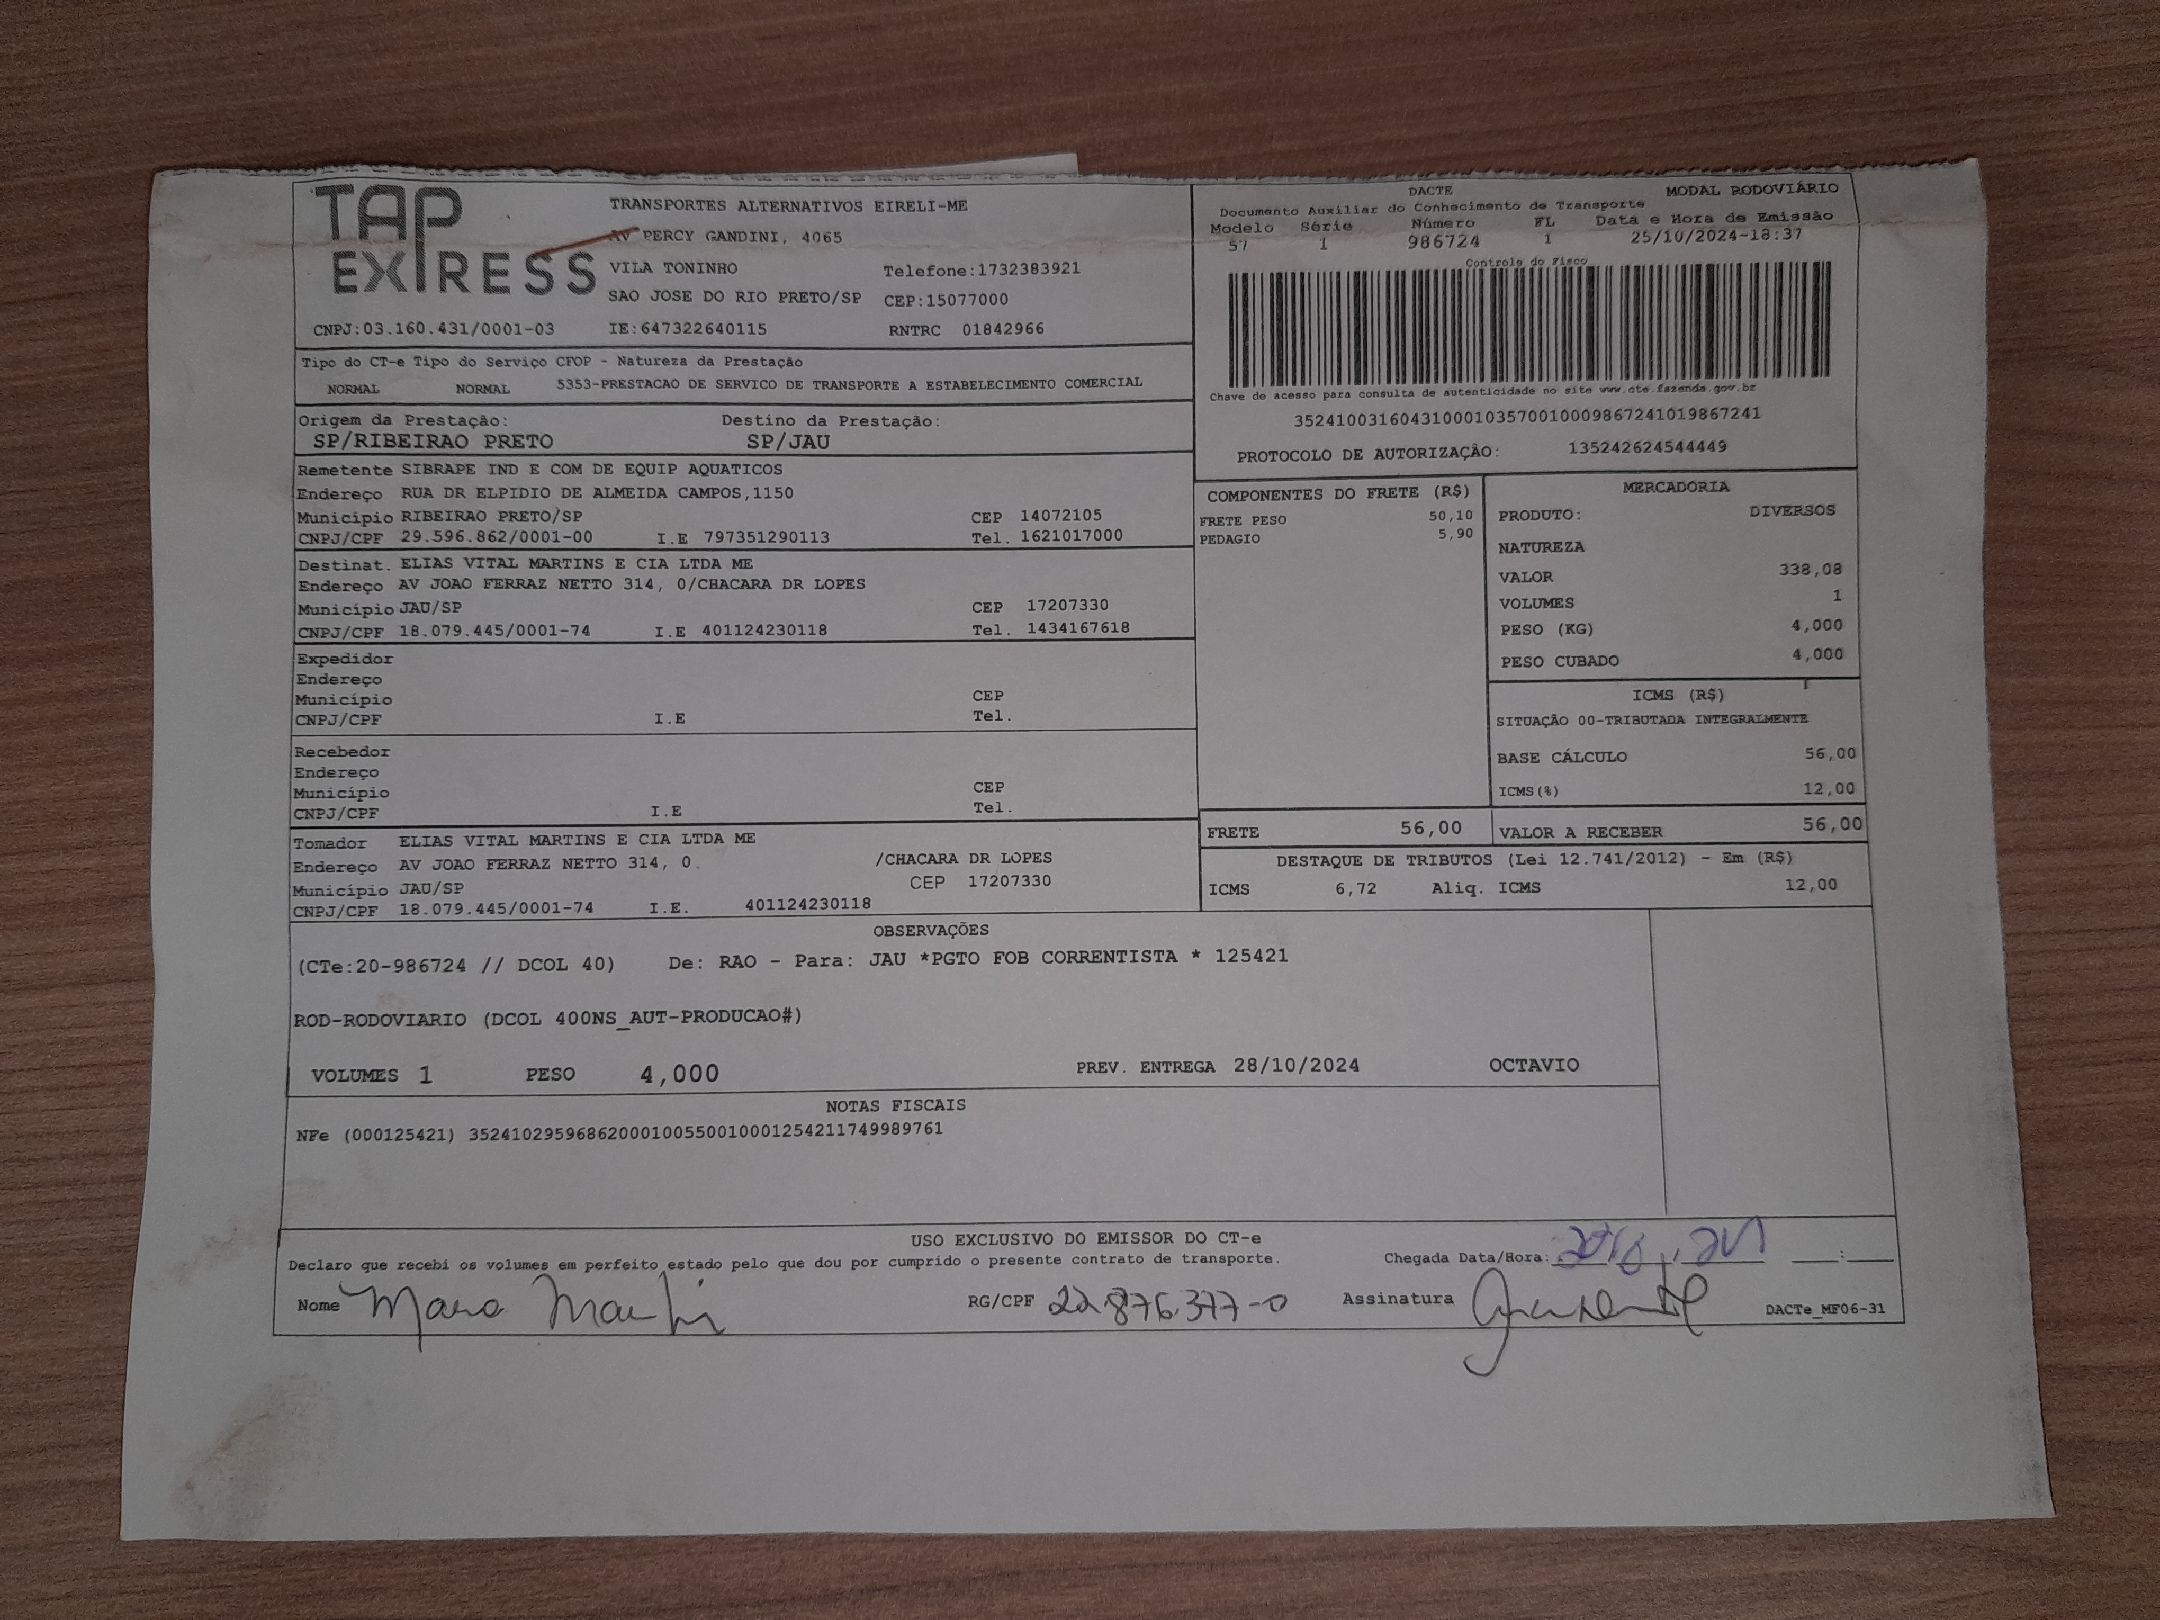 TAP EXPRESS
TRANSPORTES ALTERNATIVOS EIRELI-ME
AV PERCY GANDINI, 4065
VILA TONINHO Telefone:1732383921
SAO JOSE DO RIO PRETO/SP CEP:15077000
CNPJ:03.160.431/0001-03 IE:647322640115 RNTRC 01842966
DACTE MODAL RODOVIÁRIO
Documento Auxiliar do Conhecimento de Transporte
Modelo Série Número FL Data e Hora de Emissão
57 1 986724 1 25/10/2024-18:37
Controle do Fisco
Chave de acesso para consulta de autenticidade no site www.cte.fazenda.gov.br
35241003160431000103570010009867241019867241
PROTOCOLO DE AUTORIZAÇÃO: 135242624544449
Tipo do CT-e Tipo do Serviço CFOP - Natureza da Prestação
NORMAL NORMAL 5353-PRESTACAO DE SERVICO DE TRANSPORTE A ESTABELECIMENTO COMERCIAL
Origem da Prestação: Destino da Prestação:
SP/RIBEIRAO PRETO SP/JAU
Remetente SIBRAPE IND E COM DE EQUIP AQUATICOS
Endereço RUA DR ELPIDIO DE ALMEIDA CAMPOS,1150
Município RIBEIRAO PRETO/SP CEP 14072105
CNPJ/CPF 29.596.862/0001-00 I.E 797351290113 Tel. 1621017000
Destinat. ELIAS VITAL MARTINS E CIA LTDA ME
Endereço AV JOAO FERRAZ NETTO 314, 0/CHACARA DR LOPES
Município JAU/SP CEP 17207330
CNPJ/CPF 18.079.445/0001-74 I.E 401124230118 Tel. 1434167618
Expedidor
Endereço
Município CEP
CNPJ/CPF I.E Tel.
Recebedor
Endereço
Município CEP
CNPJ/CPF I.E Tel.
Tomador ELIAS VITAL MARTINS E CIA LTDA ME
Endereço AV JOAO FERRAZ NETTO 314, 0. /CHACARA DR LOPES
Município JAU/SP CEP 17207330
CNPJ/CPF 18.079.445/0001-74 I.E. 401124230118
COMPONENTES DO FRETE (R$)
FRETE PESO 50,10
PEDAGIO 5,90
MERCADORIA
PRODUTO: DIVERSOS
NATUREZA
VALOR 338,08
VOLUMES 1
PESO (KG) 4,000
PESO CUBADO 4,000
ICMS (R$)
SITUAÇÃO 00-TRIBUTADA INTEGRALMENTE
BASE CÁLCULO 56,00
ICMS(%) 12,00
FRETE 56,00 VALOR A RECEBER 56,00
DESTAQUE DE TRIBUTOS (Lei 12.741/2012) - Em (R$)
ICMS 6,72 Aliq. ICMS 12,00
OBSERVAÇÕES
(CTe:20-986724 // DCOL 40) De: RAO - Para: JAU *PGTO FOB CORRENTISTA * 125421
ROD-RODOVIARIO (DCOL 400NS_AUT-PRODUCAO#)
VOLUMES 1 PESO 4,000 PREV. ENTREGA 28/10/2024 OCTAVIO
NOTAS FISCAIS
NFe (000125421) 35241029596862000100550010001254211749989761
USO EXCLUSIVO DO EMISSOR DO CT-e
Declaro que recebi os volumes em perfeito estado pelo que dou por cumprido o presente contrato de transporte. Chegada Data/Hora: :
Nome RG/CPF 22.876.377-0 Assinatura DACTe_MF06-31